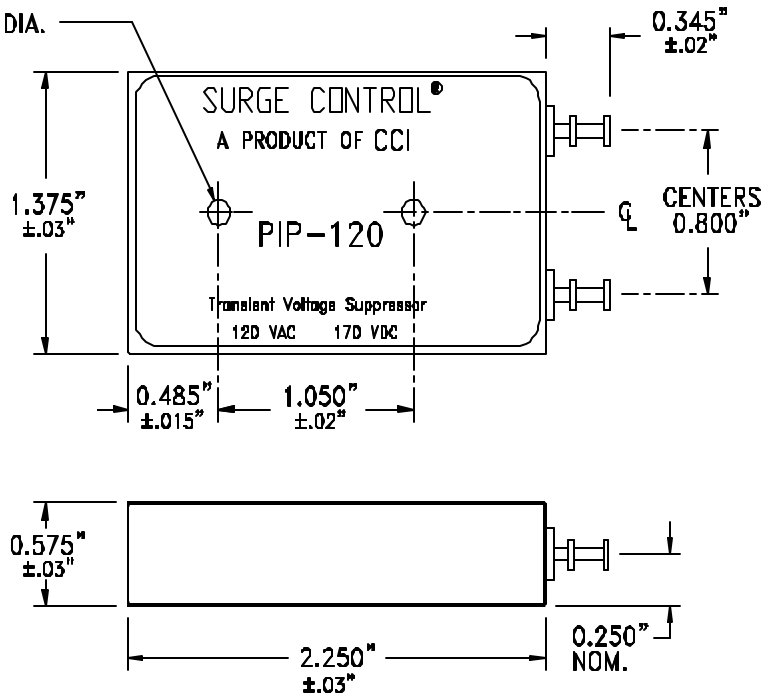 DIA.
0.345"
±.02"
SURGE CONTROL®
A PRODUCT OF CCI
1.375"
±.03"
CENTERS
0.800"
℄
PIP-120
Transient Voltage Suppressor
120 VAC 170 VDC
0.485"
±.015"
1.050"
±.02"
0.575"
±.03"
0.250"
NOM.
2.250"
±.03"